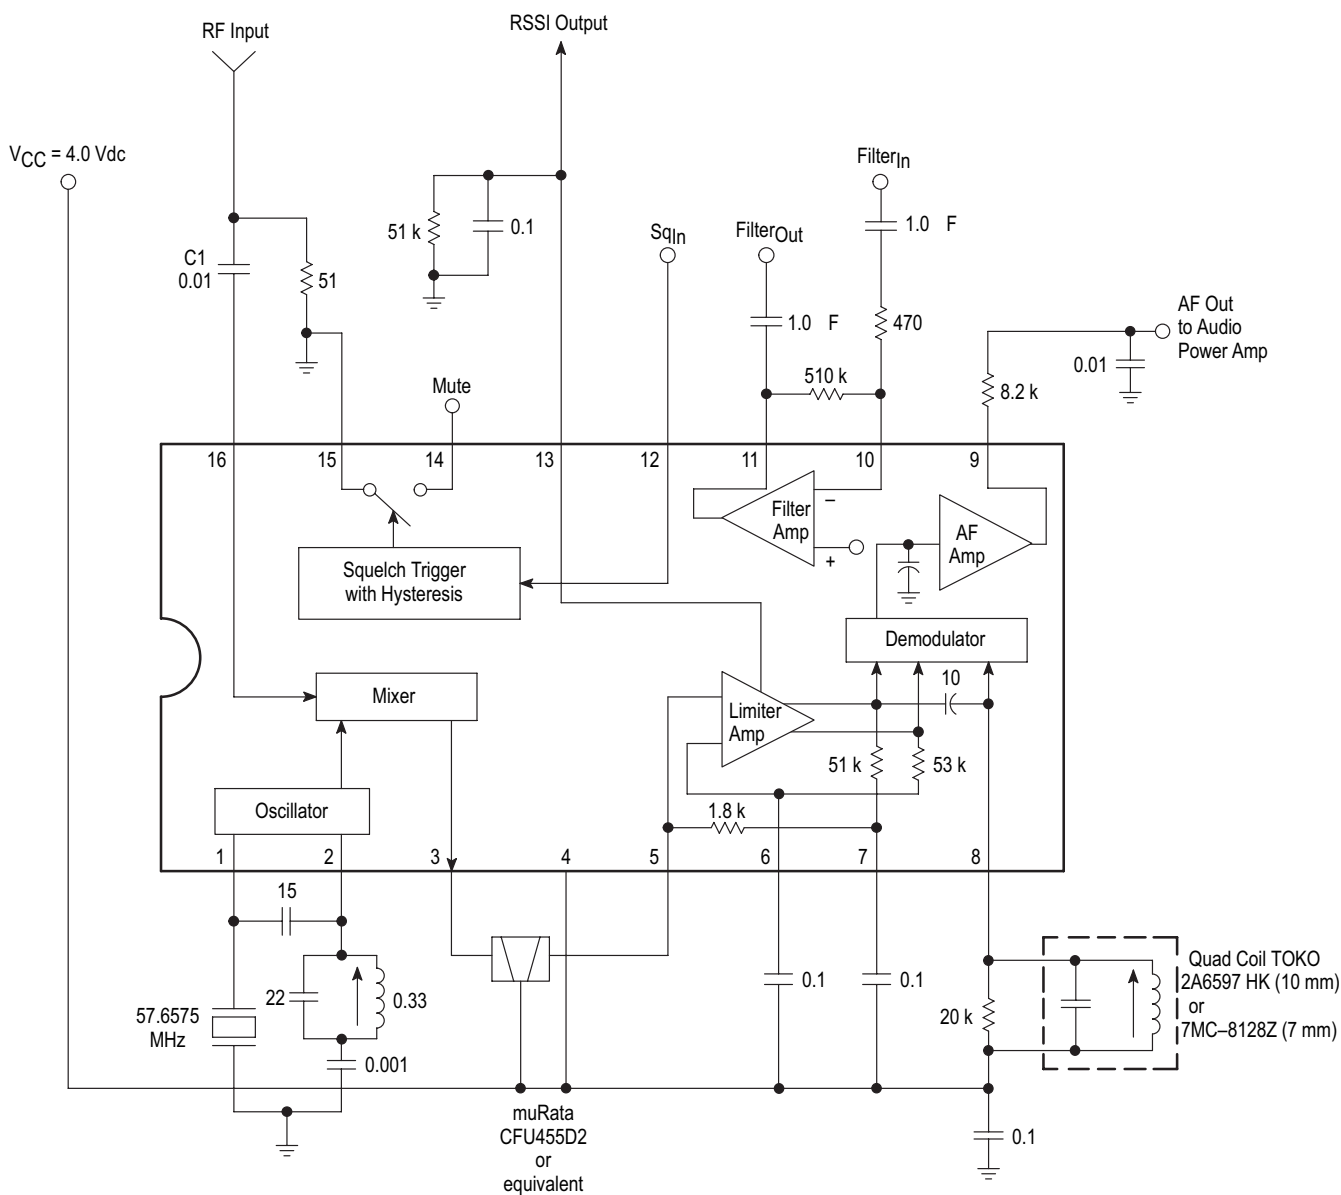 RF Input
RSSI Output
VCC = 4.0 Vdc
FilterIn
1.0 F
51 k
0.1
SqIn
FilterOut
C1
0.01
51
1.0 F
470
AF Out
to Audio
Power Amp
0.01
510 k
8.2 k
Mute
16
15
14
13
12
11
10
9
–
Filter
Amp
+
AF
Amp
Squelch Trigger
with Hysteresis
Demodulator
10
Mixer
Limiter
Amp
51 k
53 k
Oscillator
1.8 k
1
2
3
4
5
6
7
8
15
22
0.33
57.6575
MHz
0.001
0.1
0.1
20 k
Quad Coil TOKO
2A6597 HK (10 mm)
or
7MC–8128Z (7 mm)
muRata
CFU455D2
or
equivalent
0.1